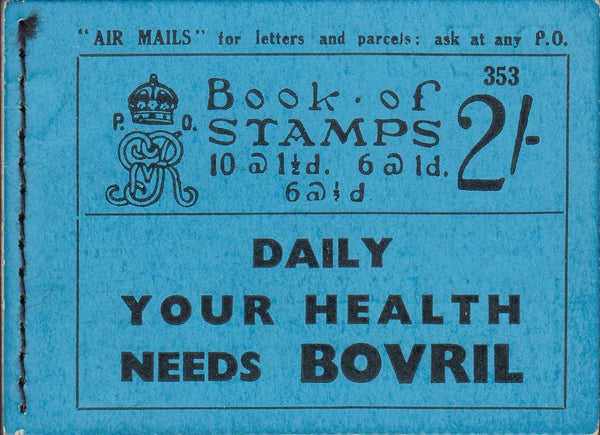 "AIR MAILS" for letters and parcels: ask at any P.O.
353
P. O.
Book · of
STAMPS
2/-
10 @ 1½d. 6 @ 1d.
6 @ ½d
DAILY
YOUR HEALTH
NEEDS BOVRIL